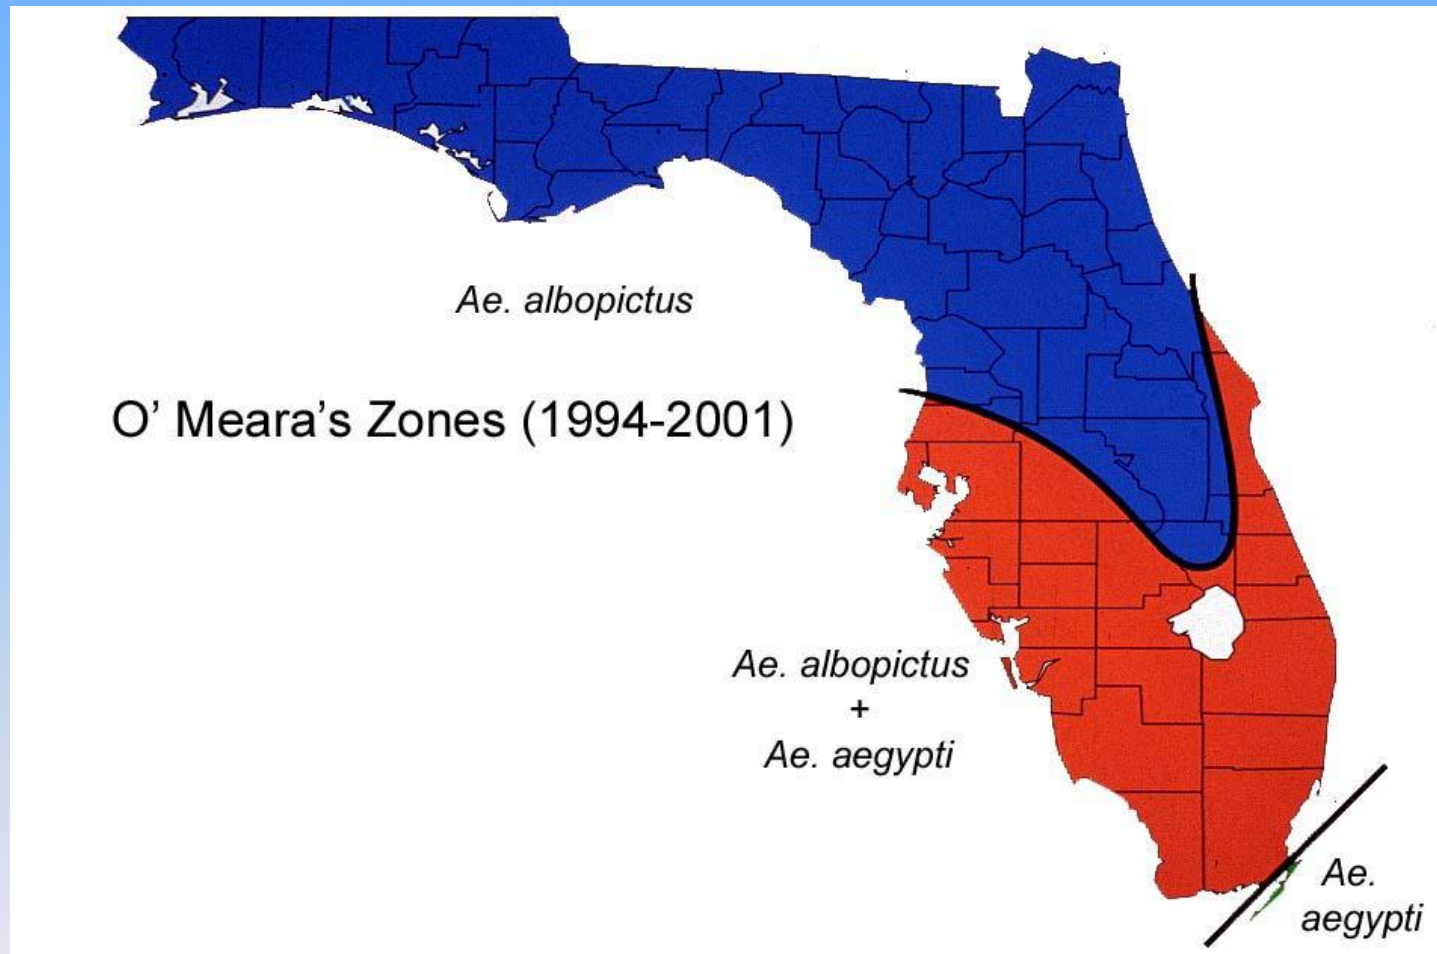 Ae. albopictus
O' Meara's Zones (1994-2001)
Ae. albopictus
+
Ae. aegypti
Ae.
aegypti